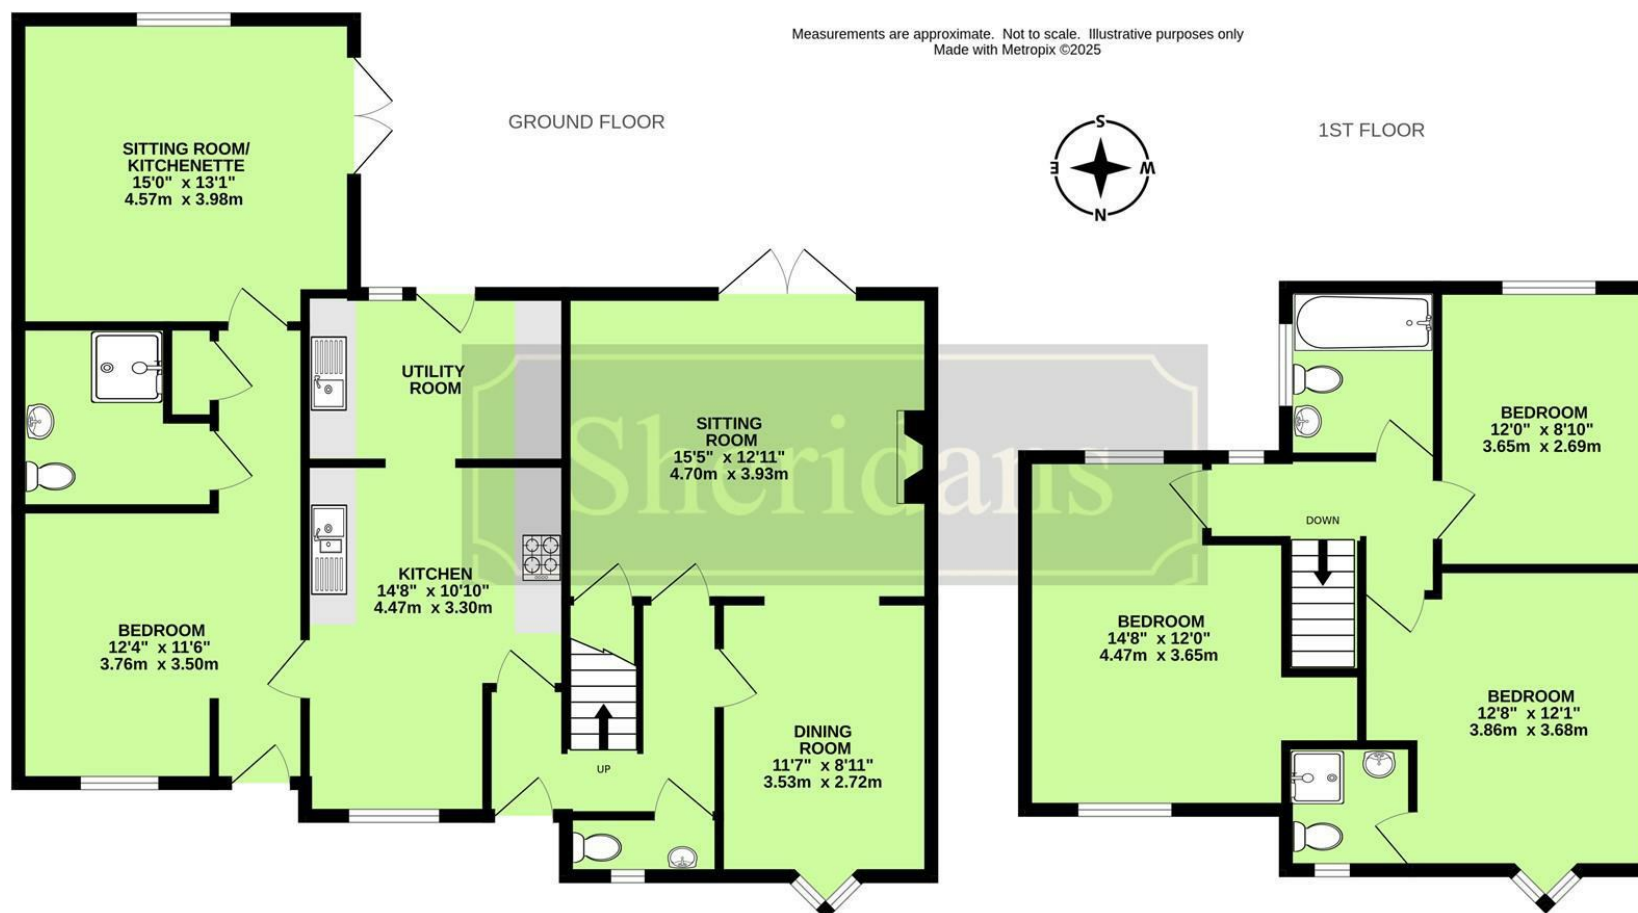 Measurements are approximate. Not to scale. Illustrative purposes only
Made with Metropix ©2025
GROUND FLOOR
1ST FLOOR
S
E
W
N
SITTING ROOM/
KITCHENETTE
15'0" x 13'1"
4.57m x 3.98m
UTILITY
ROOM
SITTING
ROOM
15'5" x 12'11"
4.70m x 3.93m
Sheridans
BEDROOM
12'0" x 8'10"
3.65m x 2.69m
DOWN
KITCHEN
14'8" x 10'10"
4.47m x 3.30m
BEDROOM
12'4" x 11'6"
3.76m x 3.50m
BEDROOM
14'8" x 12'0"
4.47m x 3.65m
BEDROOM
12'8" x 12'1"
3.86m x 3.68m
DINING
ROOM
11'7" x 8'11"
3.53m x 2.72m
UP